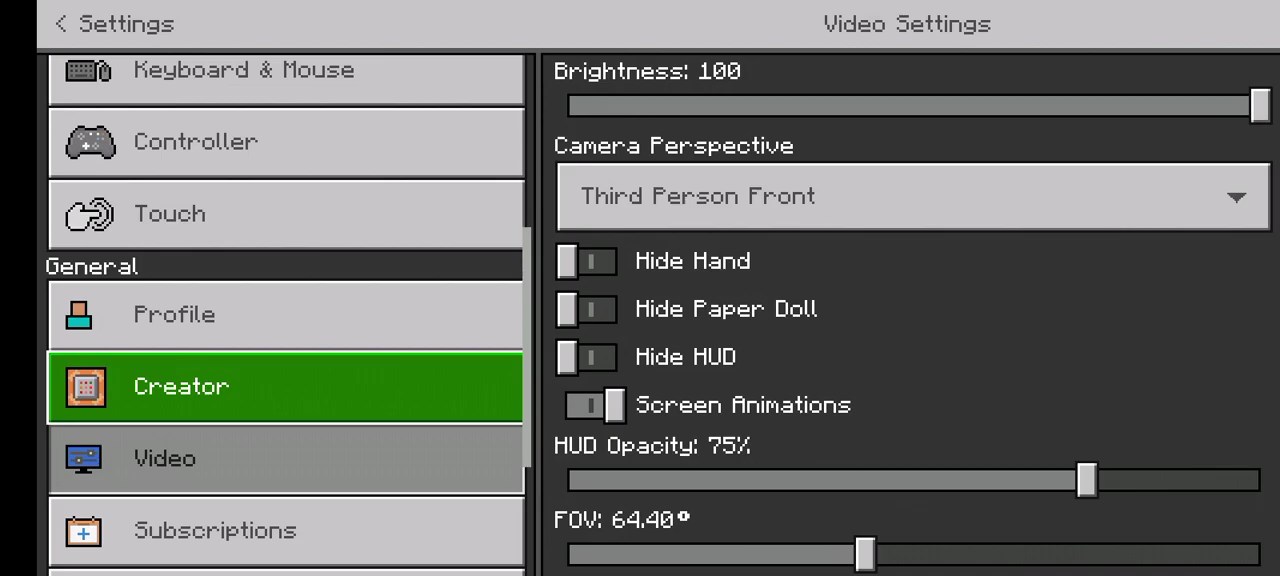 < Settings
Video Settings
Keyboard & Mouse
Controller
Touch
General
Profile
Creator
Video
Subscriptions
Brightness: 100
Camera Perspective
Third Person Front
Hide Hand
Hide Paper Doll
Hide HUD
Screen Animations
HUD Opacity: 75%
FOV: 64.40°